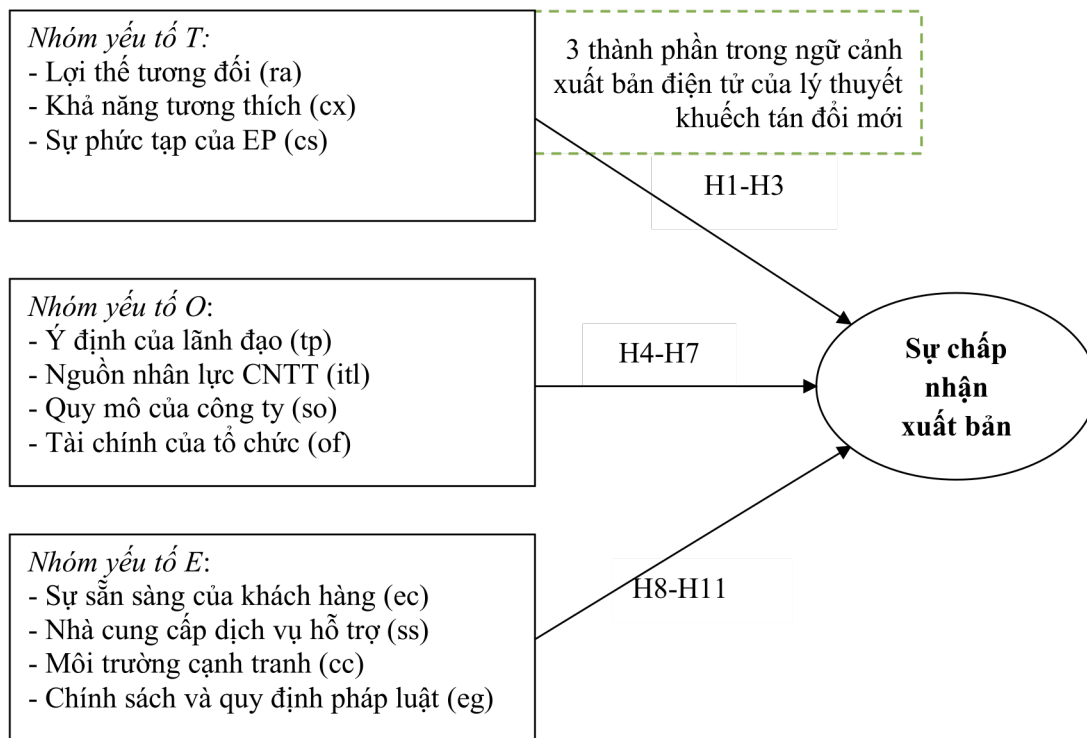 Nhóm yếu tố T:
- Lợi thế tương đối (ra)
- Khả năng tương thích (cx)
- Sự phức tạp của EP (cs)
3 thành phần trong ngữ cảnh
xuất bản điện tử của lý thuyết
khuếch tán đổi mới
H1-H3
Nhóm yếu tố O:
- Ý định của lãnh đạo (tp)
- Nguồn nhân lực CNTT (itl)
- Quy mô của công ty (so)
- Tài chính của tổ chức (of)
H4-H7
Sự chấp
nhận
xuất bản
Nhóm yếu tố E:
- Sự sẵn sàng của khách hàng (ec)
- Nhà cung cấp dịch vụ hỗ trợ (ss)
- Môi trường cạnh tranh (cc)
- Chính sách và quy định pháp luật (eg)
H8-H11